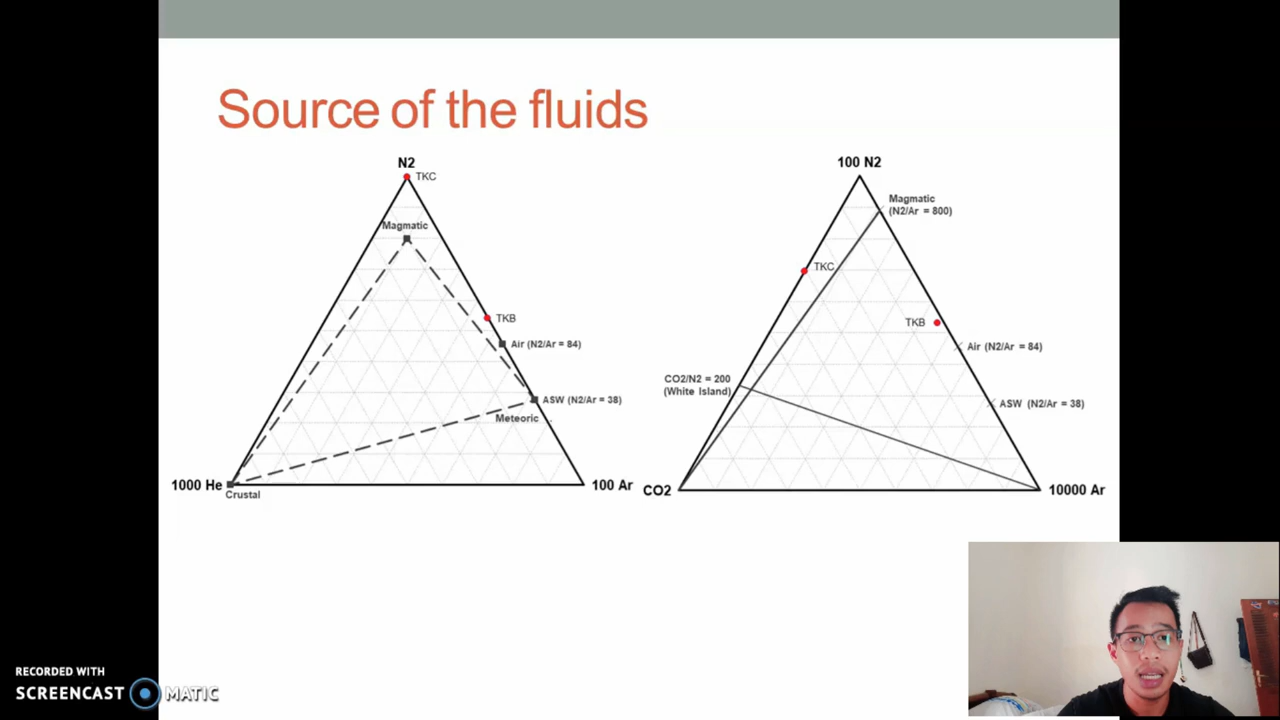 Source of the fluids
N2
TKC
Magmatic
TKB
Air (N2/Ar = 84)
ASW (N2/Ar = 38)
Meteoric
1000 He
Crustal
100 Ar
100 N2
Magmatic
(N2/Ar = 800)
TKC
TKB
Air (N2/Ar = 84)
CO2/N2 = 200
(White Island)
ASW (N2/Ar = 38)
CO2
10000 Ar
RECORDED WITH
SCREENCAST MATIC